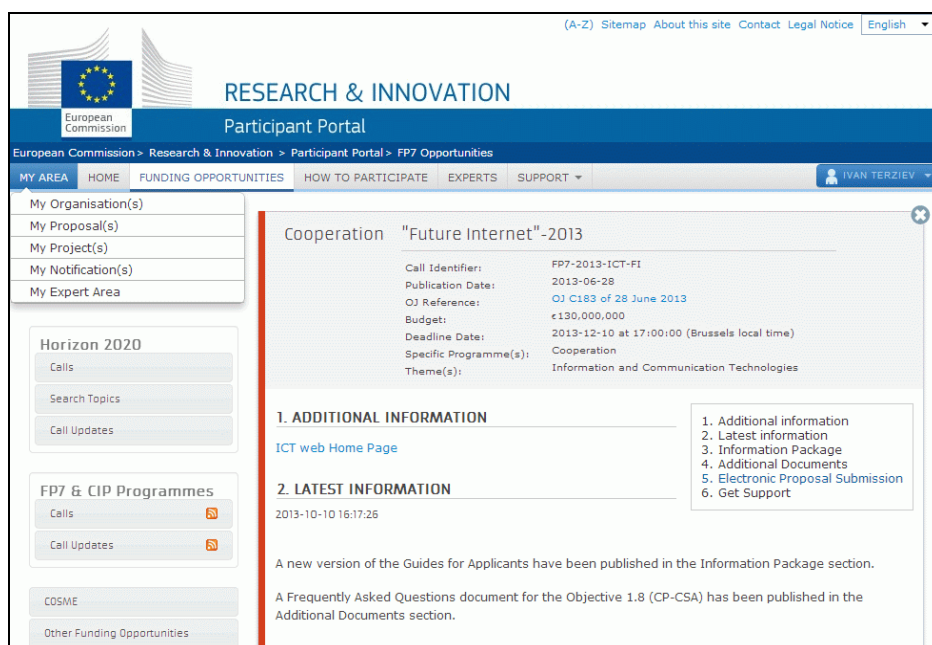 (A-Z) Sitemap About this site Contact Legal Notice English
European
Commission
RESEARCH & INNOVATION
Participant Portal
European Commission > Research & Innovation > Participant Portal > FP7 Opportunities
MY AREA HOME FUNDING OPPORTUNITIES HOW TO PARTICIPATE EXPERTS SUPPORT IVAN TERZIEV
My Organisation(s)
My Proposal(s)
My Project(s)
My Notification(s)
My Expert Area
Horizon 2020
Calls
Search Topics
Call Updates
FP7 & CIP Programmes
Calls
Call Updates
COSME
Other Funding Opportunities
Cooperation "Future Internet"-2013
Call Identifier: FP7-2013-ICT-FI
Publication Date: 2013-06-28
OJ Reference: OJ C183 of 28 June 2013
Budget: €130,000,000
Deadline Date: 2013-12-10 at 17:00:00 (Brussels local time)
Specific Programme(s): Cooperation
Theme(s): Information and Communication Technologies
1. ADDITIONAL INFORMATION
ICT web Home Page
2. LATEST INFORMATION
2013-10-10 16:17:26
1. Additional information
2. Latest information
3. Information Package
4. Additional Documents
5. Electronic Proposal Submission
6. Get Support
A new version of the Guides for Applicants have been published in the Information Package section.
A Frequently Asked Questions document for the Objective 1.8 (CP-CSA) has been published in the
Additional Documents section.